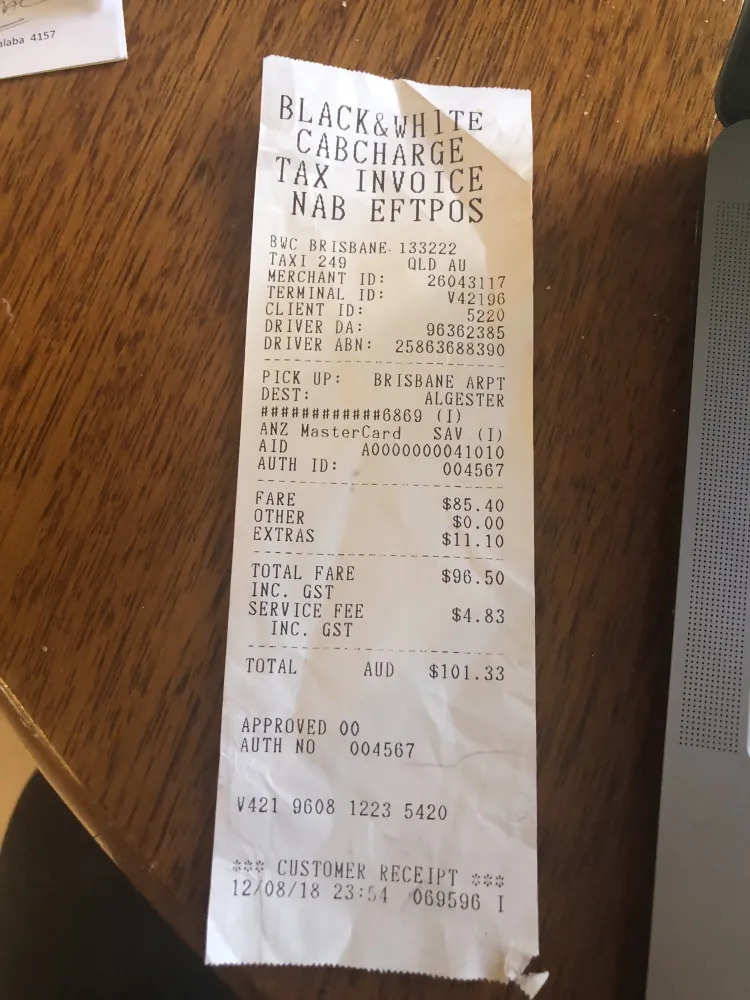 alaba 4157
BLACK&WHITE
CABCHARGE
TAX INVOICE
NAB EFTPOS
BWC BRISBANE 133222
TAXI 249 QLD AU
MERCHANT ID: 26043117
TERMINAL ID: V42196
CLIENT ID: 5220
DRIVER DA: 96362385
DRIVER ABN: 25863688390
--------------------------------
PICK UP: BRISBANE ARPT
DEST: ALGESTER
############6869 (I)
ANZ MasterCard SAV (I)
AID A0000000041010
AUTH ID: 004567
--------------------------------
FARE $85.40
OTHER $0.00
EXTRAS $11.10
--------------------------------
TOTAL FARE $96.50
INC. GST
SERVICE FEE $4.83
INC. GST
--------------------------------
TOTAL AUD $101.33
APPROVED 00
AUTH NO 004567
V421 9608 1223 5420
*** CUSTOMER RECEIPT ***
12/08/18 23:54 069596 I